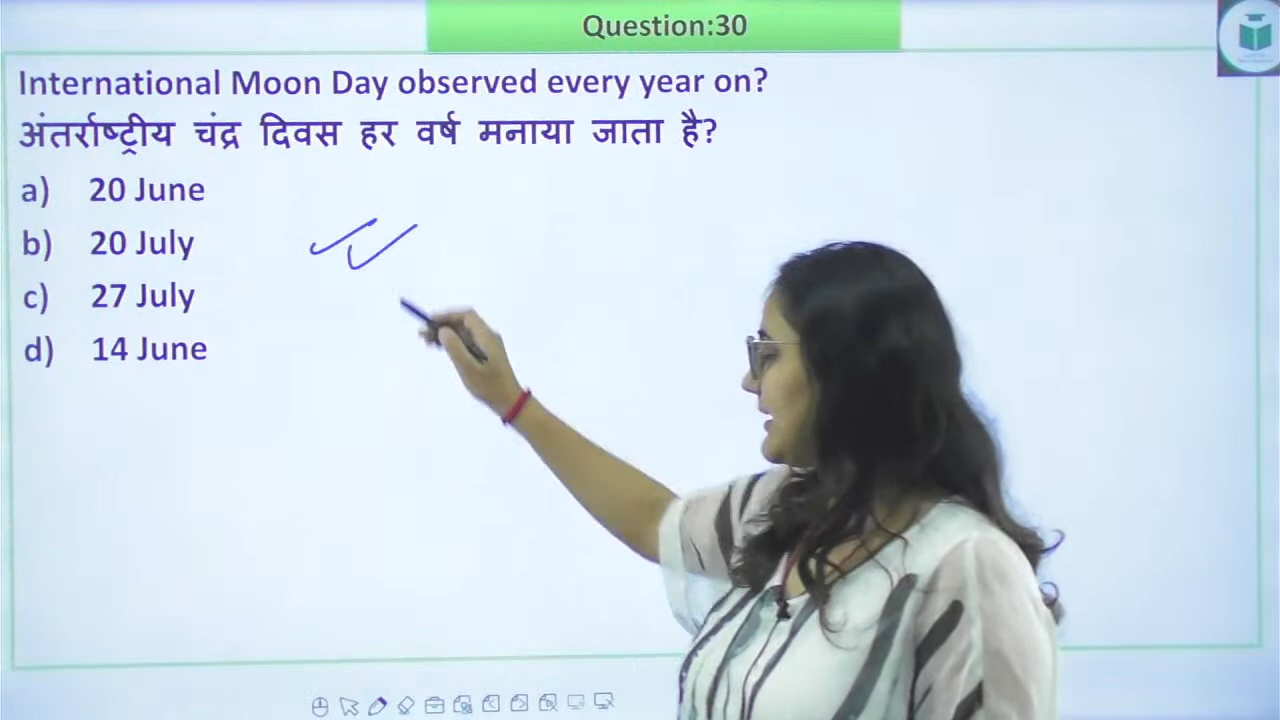 Question:30
International Moon Day observed every year on?
अंतर्राष्ट्रीय चंद्र दिवस हर वर्ष मनाया जाता है?
a) 20 June
b) 20 July
c) 27 July
d) 14 June